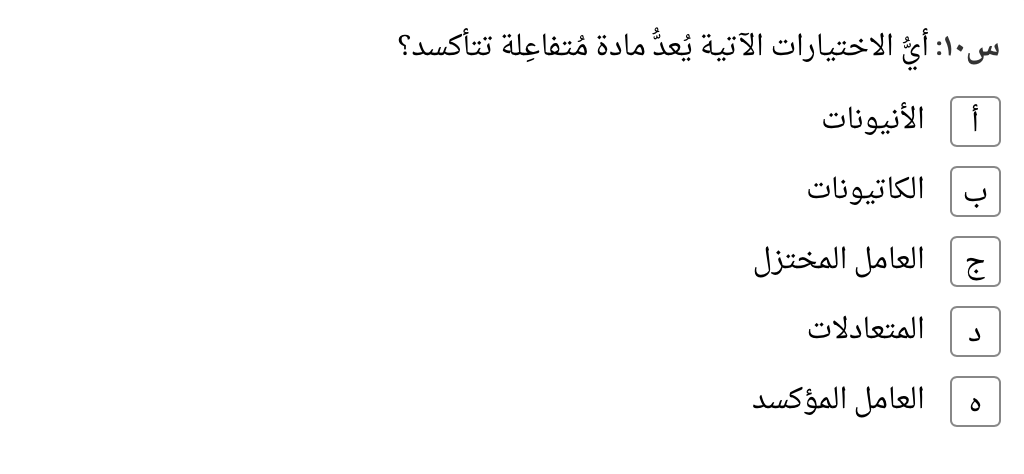 س١٠: أيُّ الاختيارات الآتية يُعدُّ مادة مُتفاعِلة تتأكسد؟
أ الأنيونات
ب الكاتيونات
ج العامل المختزل
د المتعادلات
ه العامل المؤكسد